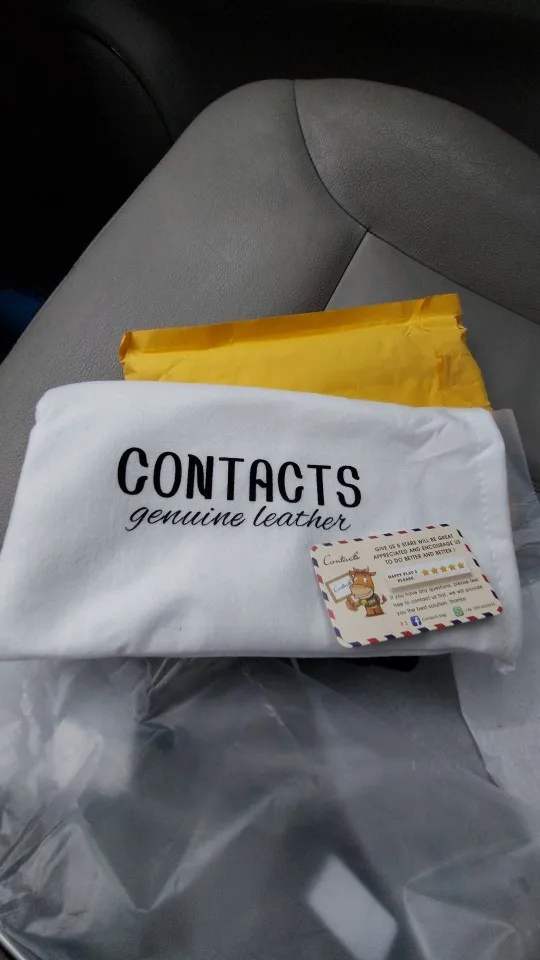 CONTACTS
genuine leather
Contacts
GIVE US 5 STARS WILL BE GREAT
APPRECIATED AND ENCOURAGE US
TO DO BETTER AND BETTER !
HAPPY PLAY 5
PLEASE
If you have any questions, please feel
free to contact us frist, we will provide
you the best solution, thanks!